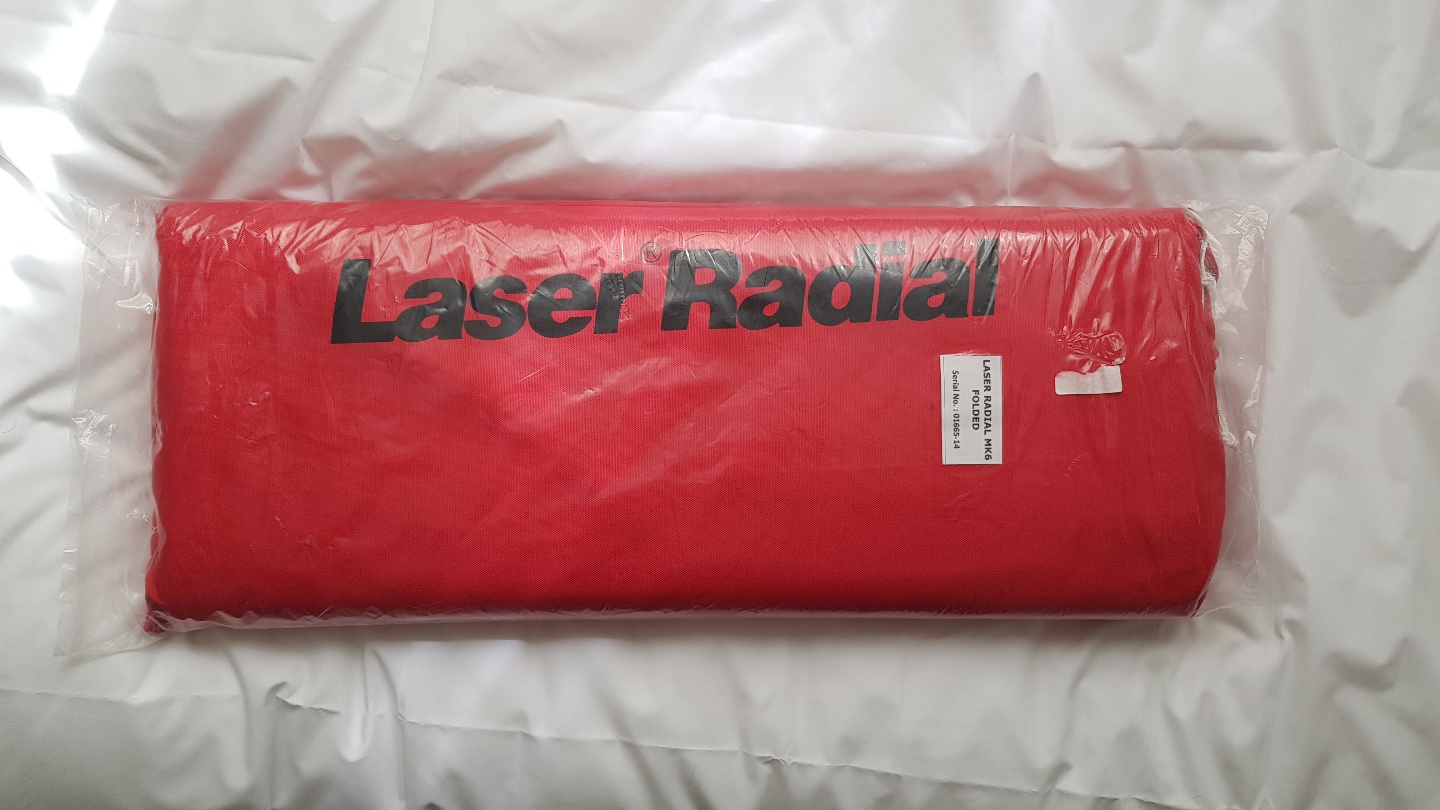 Laser® Radial
LASER RADIAL MK6
FOLDED
Serial No. : 01665-14